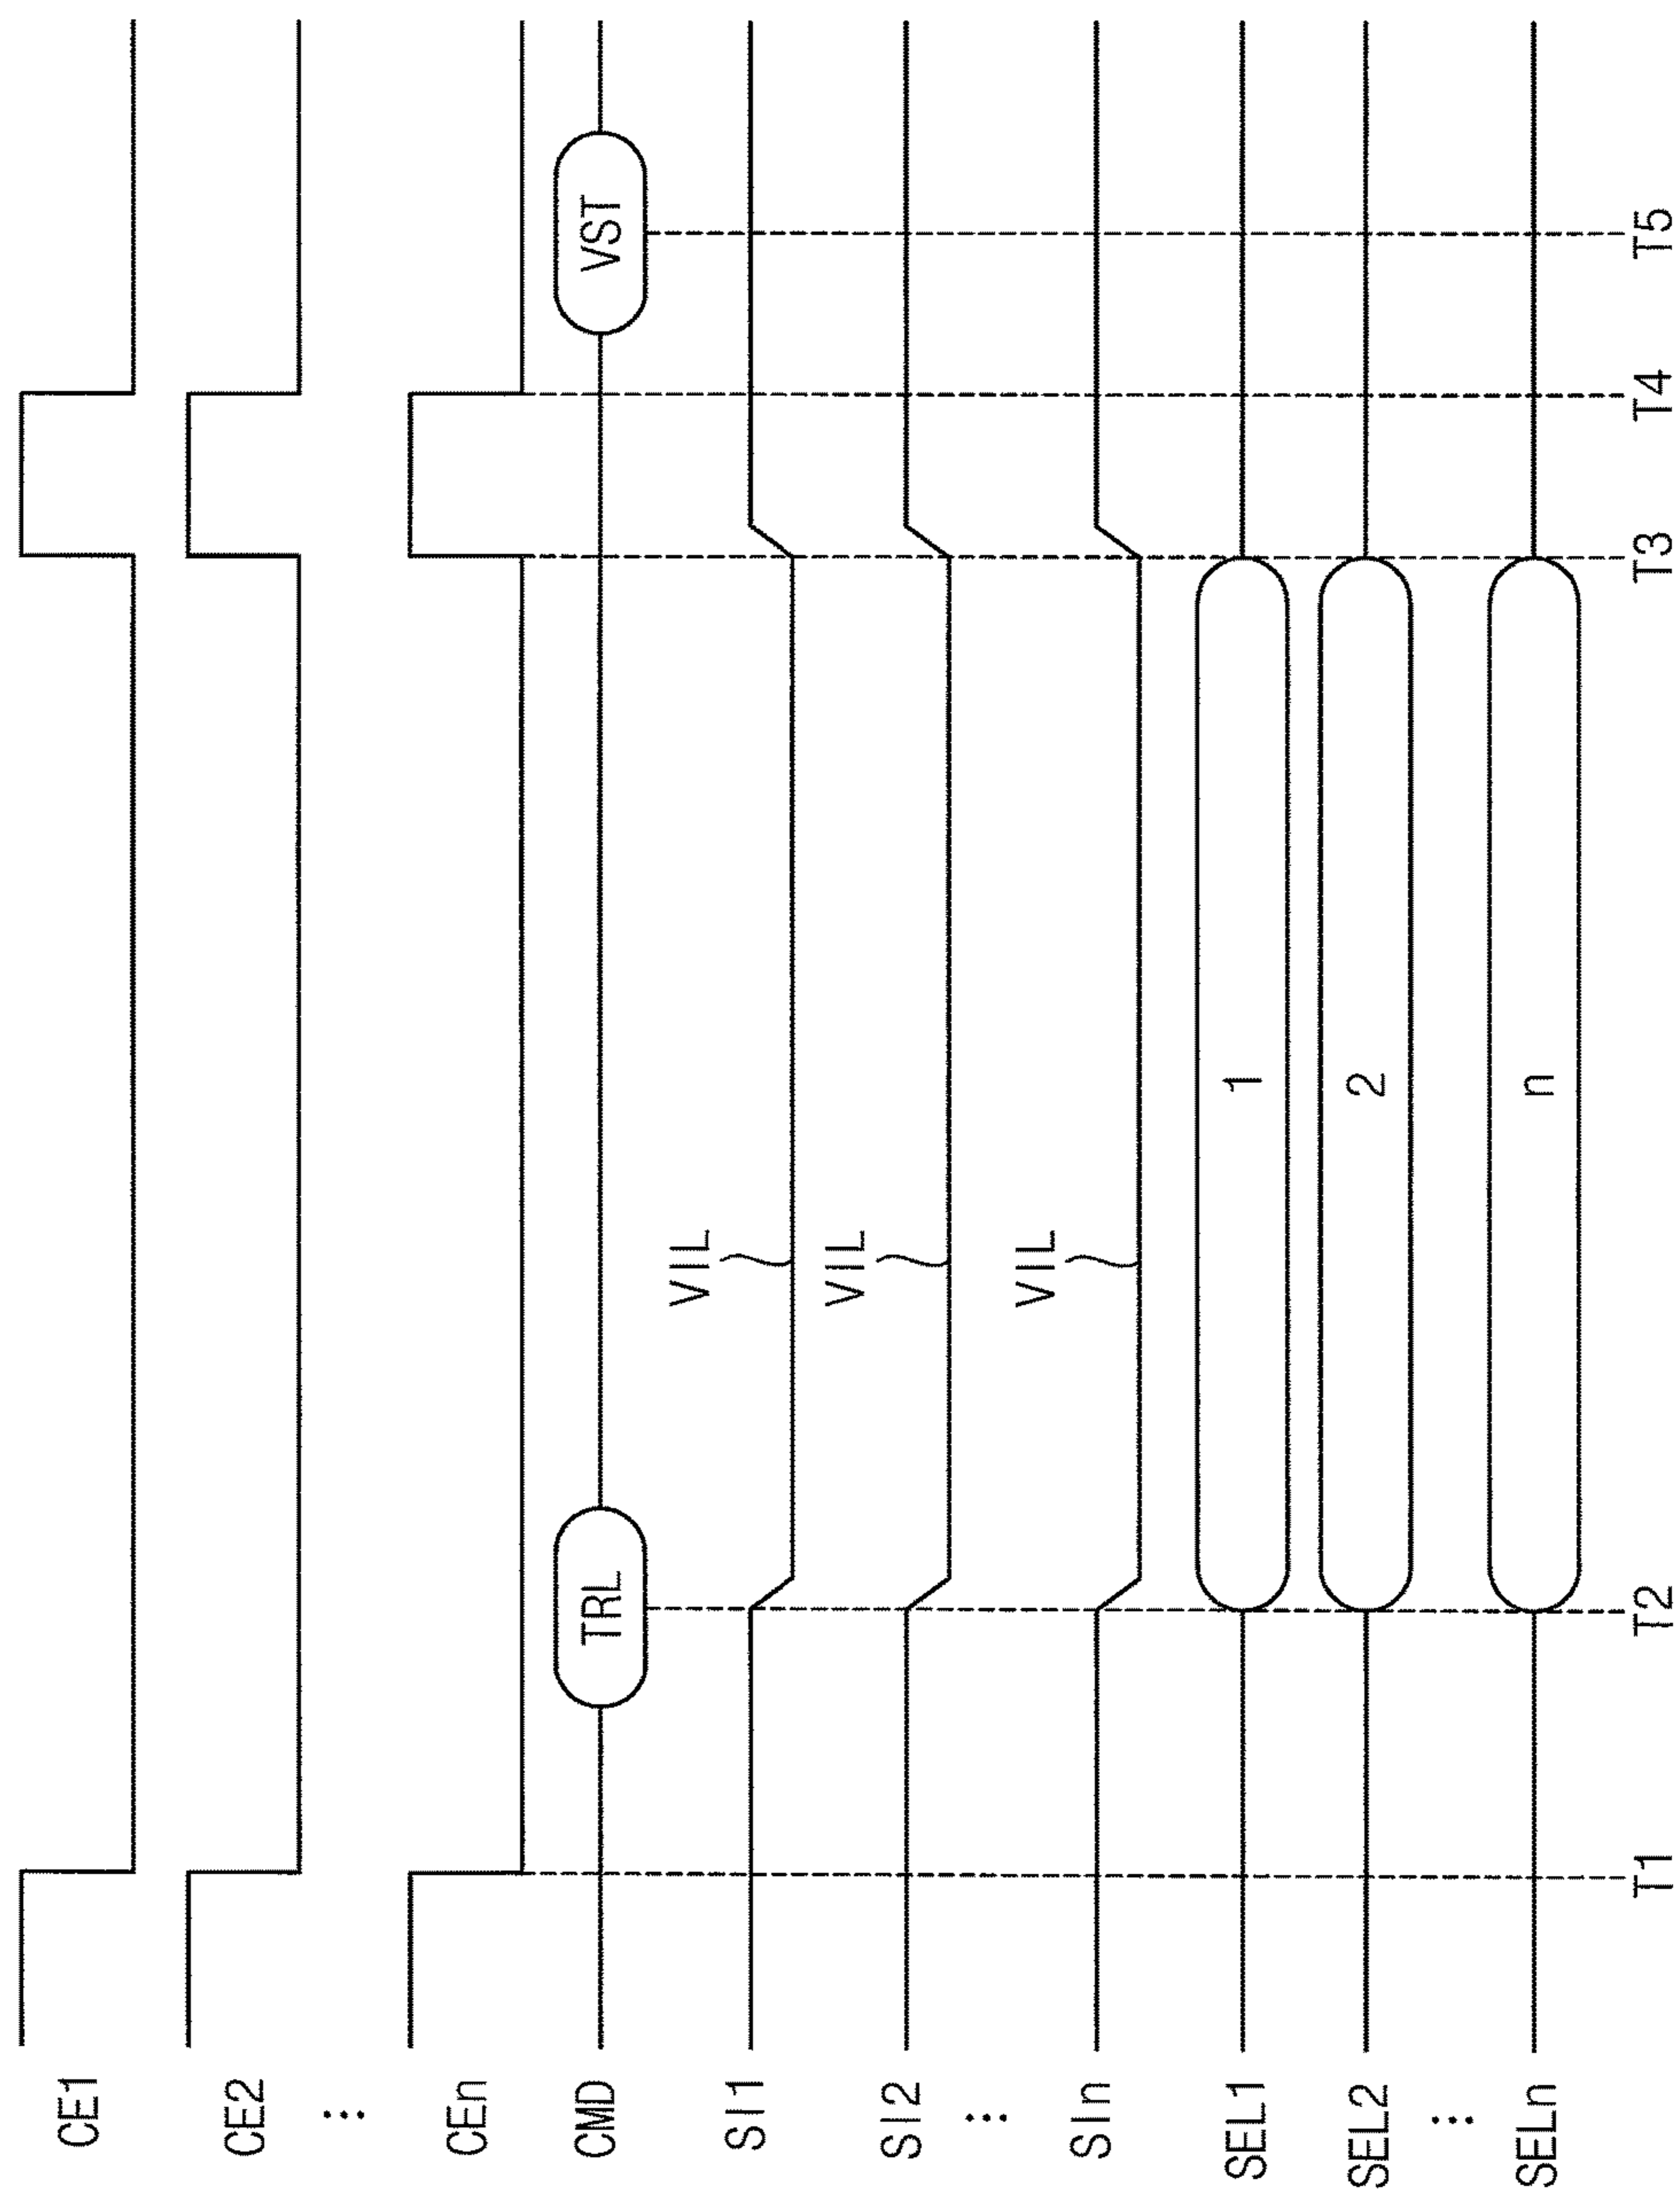 CE1
CE2
⋮
CEn
CMD
TRL
VST
SI1
VIL
SI2
VIL
⋮
SIn
VIL
SEL1
1
SEL2
2
⋮
SELn
n
T1
T2
T3
T4
T5